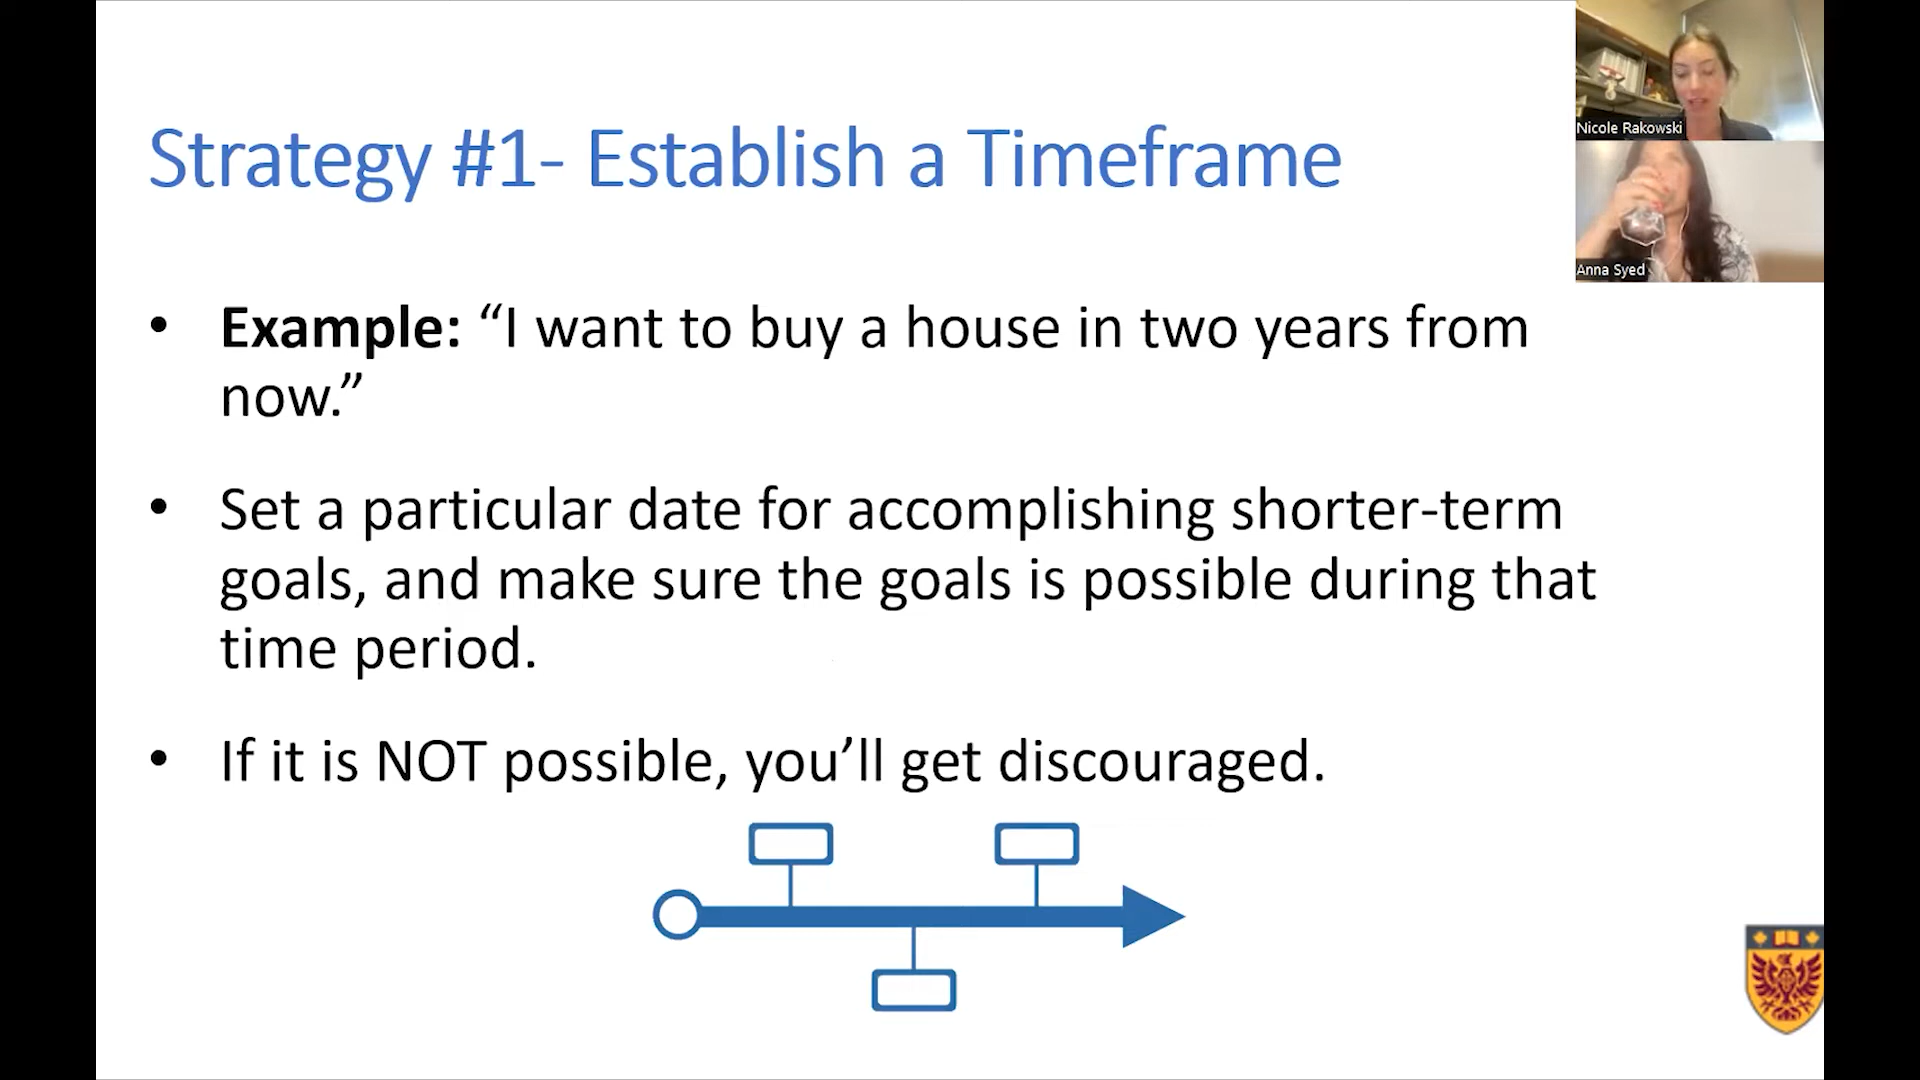 Strategy #1- Establish a Timeframe
Nicole Rakowski
Anna Syed
• Example: “I want to buy a house in two years from
now.”
• Set a particular date for accomplishing shorter-term
goals, and make sure the goals is possible during that
time period.
• If it is NOT possible, you’ll get discouraged.